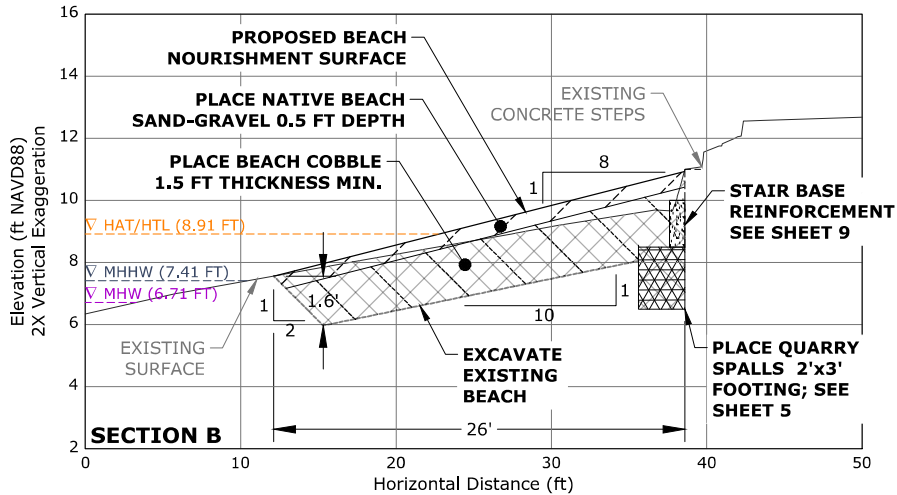 16
14
12
10
8
6
4
2
Elevation (ft NAVD88)
2X Vertical Exaggeration
PROPOSED BEACH
NOURISHMENT SURFACE
PLACE NATIVE BEACH
SAND-GRAVEL 0.5 FT DEPTH
PLACE BEACH COBBLE
1.5 FT THICKNESS MIN.
EXISTING
CONCRETE STEPS
8
1
HAT/HTL (8.91 FT)
MHHW (7.41 FT)
MHW (6.71 FT)
STAIR BASE
REINFORCEMENT
SEE SHEET 9
1
2
1.6'
1
10
EXISTING
SURFACE
EXCAVATE
EXISTING
BEACH
PLACE QUARRY
SPALLS 2'x3'
FOOTING; SEE
SHEET 5
SECTION B
26'
0
10
20
30
40
50
Horizontal Distance (ft)